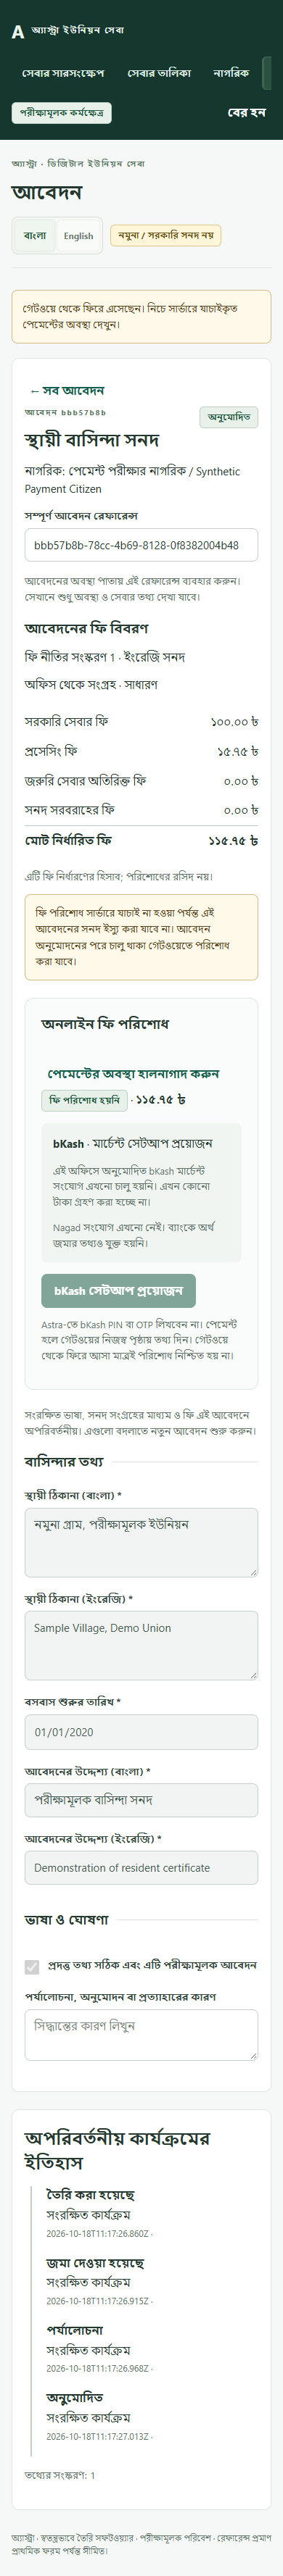 A অ্যাস্ট্রা ইউনিয়ন সেবা
সেবার সারসংক্ষেপ সেবার তালিকা নাগরিক
পরীক্ষামূলক কর্মক্ষেত্র বের হন
অ্যাস্ট্রা · ডিজিটাল ইউনিয়ন সেবা
আবেদন
বাংলা English নমুনা / সরকারি সনদ নয়
গেটওয়ে থেকে ফিরে এসেছেন। নিচে সার্ভারে যাচাইকৃত
পেমেন্টের অবস্থা দেখুন।
← সব আবেদন
আবেদন bbb57b8b অনুমোদিত
স্থায়ী বাসিন্দা সনদ
নাগরিক: পেমেন্ট পরীক্ষার নাগরিক / Synthetic
Payment Citizen
সম্পূর্ণ আবেদন রেফারেন্স
bbb57b8b-78cc-4b69-8128-0f8382004b48
আবেদনের অবস্থা পাতায় এই রেফারেন্স ব্যবহার করুন।
সেখানে শুধু অবস্থা ও সেবার তথ্য দেখা যাবে।
আবেদনের ফি বিবরণ
ফি নীতির সংস্করণ 1 · ইংরেজি সনদ
অফিস থেকে সংগ্রহ · সাধারণ
সরকারি সেবার ফি ১০০.০০ ৳
প্রসেসিং ফি ১৫.৭৫ ৳
জরুরি সেবার অতিরিক্ত ফি ০.০০ ৳
সনদ সরবরাহের ফি ০.০০ ৳
মোট নির্ধারিত ফি ১১৫.৭৫ ৳
এটি ফি নির্ধারণের হিসাব; পরিশোধের রসিদ নয়।
ফি পরিশোধ সার্ভারে যাচাই না হওয়া পর্যন্ত এই
আবেদনের সনদ ইস্যু করা যাবে না। আবেদন
অনুমোদনের পরে চালু থাকা গেটওয়েতে পরিশোধ
করা যাবে।
অনলাইন ফি পরিশোধ
পেমেন্টের অবস্থা হালনাগাদ করুন
ফি পরিশোধ হয়নি · ১১৫.৭৫ ৳
bKash · মার্চেন্ট সেটআপ প্রয়োজন
এই অফিসে অনুমোদিত bKash মার্চেন্ট
সংযোগ এখনো চালু হয়নি। এখন কোনো
টাকা গ্রহণ করা হচ্ছে না।
Nagad সংযোগ এখনো নেই। ব্যাংকে অর্থ
জমার তথ্যও যুক্ত হয়নি।
bKash সেটআপ প্রয়োজন
Astra-তে bKash PIN বা OTP লিখবেন না। পেমেন্ট
হলে গেটওয়ের নিজস্ব পৃষ্ঠায় তথ্য দিন। গেটওয়ে
থেকে ফিরে আসা মাত্রই পরিশোধ নিশ্চিত হয় না।
সংরক্ষিত ভাষা, সনদ সংগ্রহের মাধ্যম ও ফি এই আবেদনে
অপরিবর্তনীয়। এগুলো বদলাতে নতুন আবেদন শুরু করুন।
বাসিন্দার তথ্য
স্থায়ী ঠিকানা (বাংলা) *
নমুনা গ্রাম, পরীক্ষামূলক ইউনিয়ন
স্থায়ী ঠিকানা (ইংরেজি) *
Sample Village, Demo Union
বসবাস শুরুর তারিখ *
01/01/2020
আবেদনের উদ্দেশ্য (বাংলা) *
পরীক্ষামূলক বাসিন্দা সনদ
আবেদনের উদ্দেশ্য (ইংরেজি) *
Demonstration of resident certificate
ভাষা ও ঘোষণা
প্রদত্ত তথ্য সঠিক এবং এটি পরীক্ষামূলক আবেদন
পর্যালোচনা, অনুমোদন বা প্রত্যাহারের কারণ
সিদ্ধান্তের কারণ লিখুন
অপরিবর্তনীয় কার্যক্রমের
ইতিহাস
তৈরি করা হয়েছে
সংরক্ষিত কার্যক্রম
2026-10-18T11:17:26.860Z ·
জমা দেওয়া হয়েছে
সংরক্ষিত কার্যক্রম
2026-10-18T11:17:26.915Z ·
পর্যালোচনা
সংরক্ষিত কার্যক্রম
2026-10-18T11:17:26.968Z ·
অনুমোদিত
সংরক্ষিত কার্যক্রম
2026-10-18T11:17:27.013Z ·
তথ্যের সংস্করণ: 1
অ্যাস্ট্রা · স্বতন্ত্রভাবে তৈরি সফটওয়্যার · পরীক্ষামূলক পরিবেশ · রেফারেন্স প্রমাণ
প্রাথমিক ফরম পর্যন্ত সীমিত।